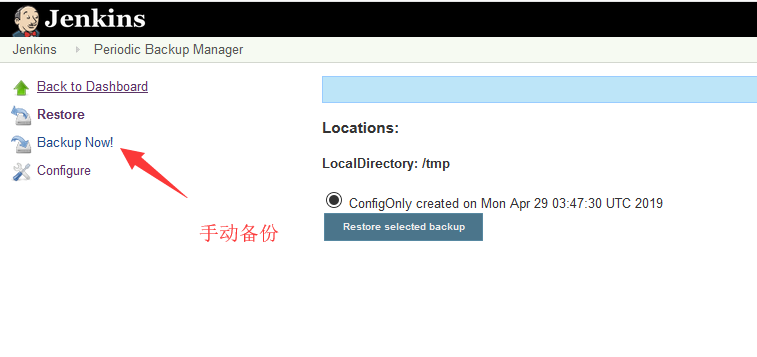 Jenkins
Jenkins Periodic Backup Manager
Back to Dashboard
Restore
Backup Now!
Configure
手动备份
Locations:
LocalDirectory: /tmp
ConfigOnly created on Mon Apr 29 03:47:30 UTC 2019
Restore selected backup